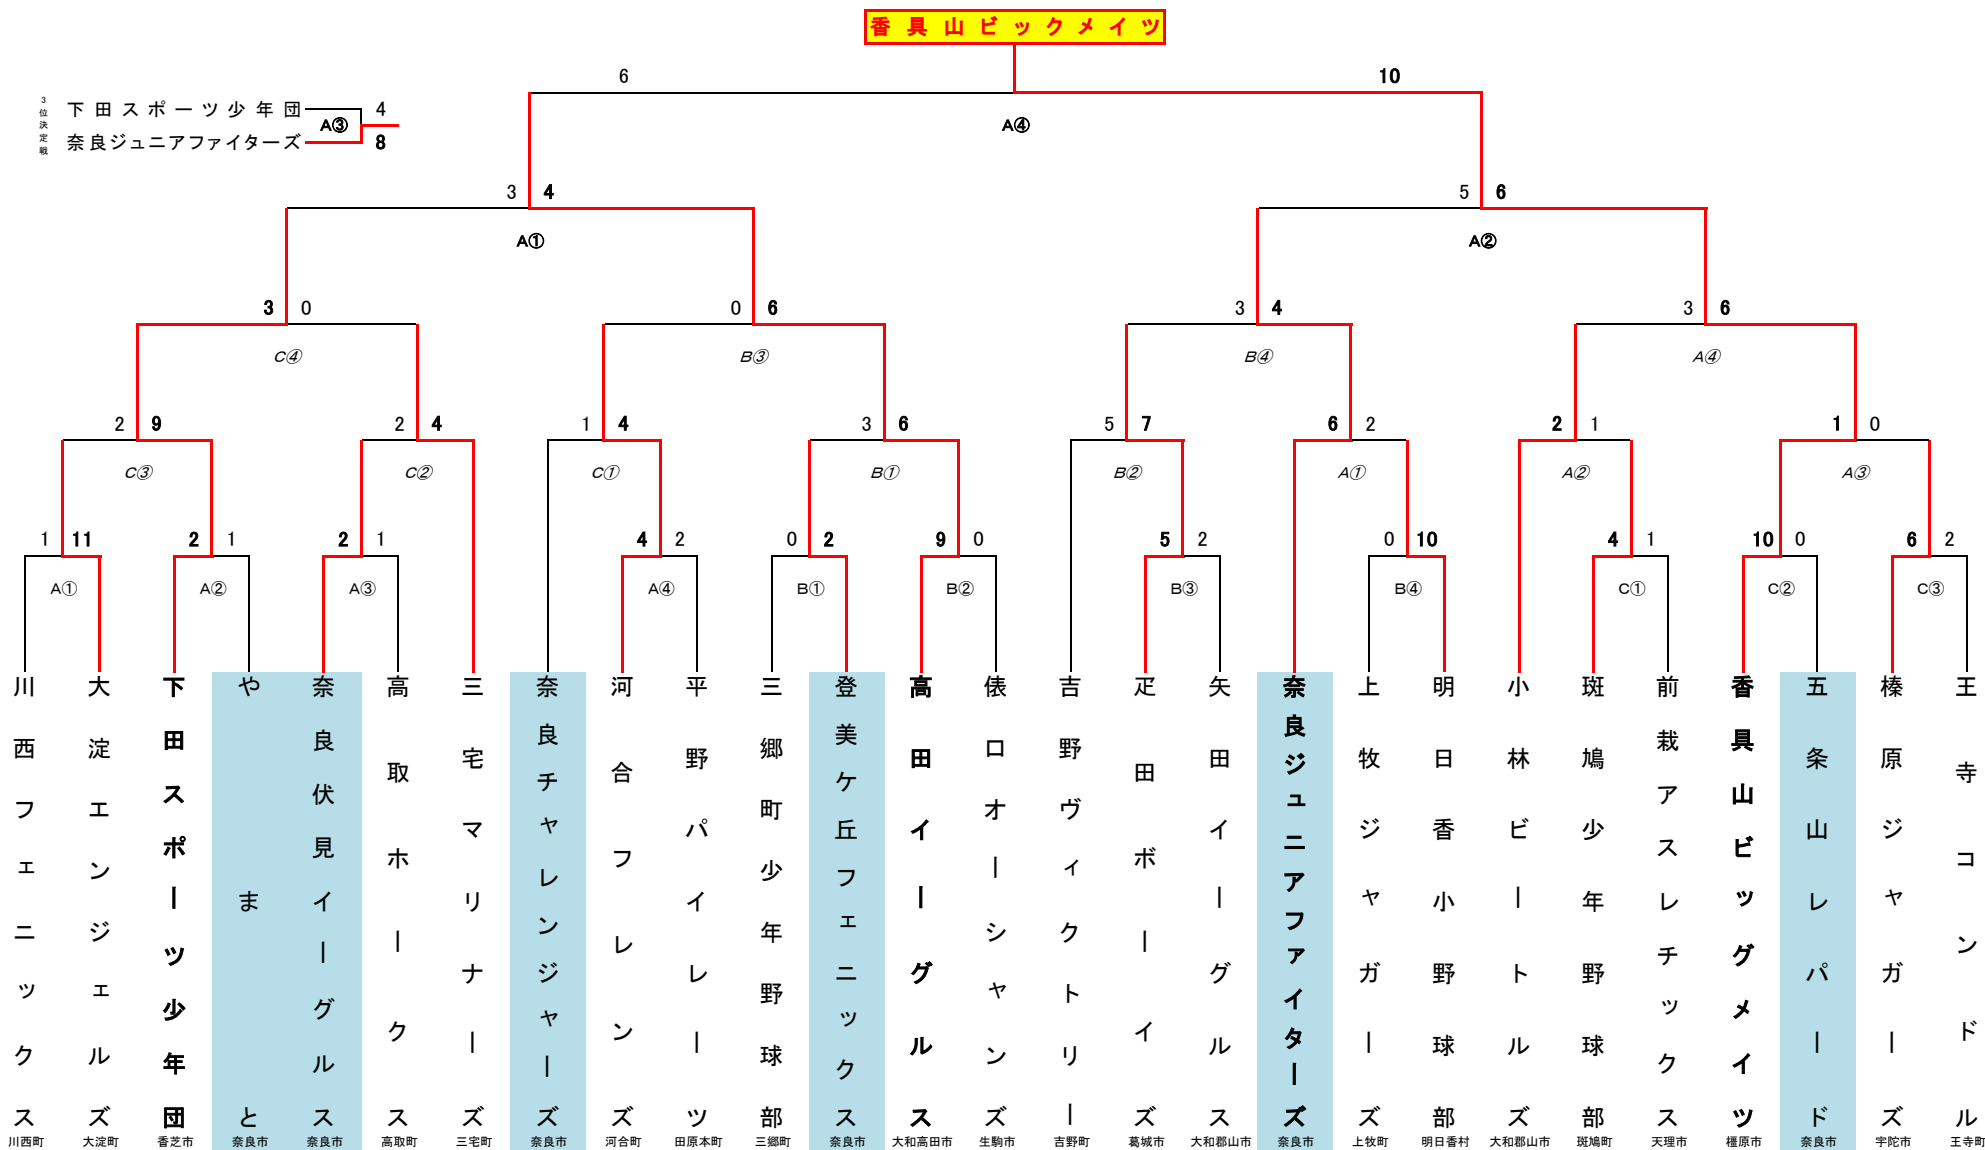 香具山ビックメイツ
6 10
3位決定戦
下田スポーツ少年団 4
A③
奈良ジュニアファイターズ 8
A④
3 4 5 6
A① A②
3 0 0 6 3 4 3 6
C④ B③ B④ A④
2 9 2 4 1 4 3 6 5 7 6 2 2 1 1 0
C③ C② C① B① B② A① A② A③
1 11 2 1 2 1 4 2 0 2 9 0 5 2 0 10 4 1 10 0 6 2
A① A② A③ A④ B① B② B③ B④ C① C② C③
川西フェニックス
川西町
大淀エンジェルズ
大淀町
下田スポーツ少年団
香芝市
やまと
奈良市
奈良伏見イーグルス
奈良市
高取ホークス
高取町
三宅マリナーズ
三宅町
奈良チャレンジャーズ
奈良市
河合フレンズ
河合町
平野パイレーツ
田原本町
三郷町少年野球部
三郷町
登美ケ丘フェニックス
奈良市
高田イーグルス
大和高田市
俵口オーシャンズ
生駒市
吉野ヴィクトリー
吉野町
疋田ボーイズ
葛城市
矢田イーグルス
大和郡山市
奈良ジュニアファイターズ
奈良市
上牧ジャガーズ
上牧町
明日香小野球部
明日香村
小林ビートルズ
大和郡山市
斑鳩少年野球部
斑鳩町
前栽アスレチックス
天理市
香具山ビッグメイツ
橿原市
五条山レパード
奈良市
榛原ジャガーズ
宇陀市
王寺コンドル
王寺町